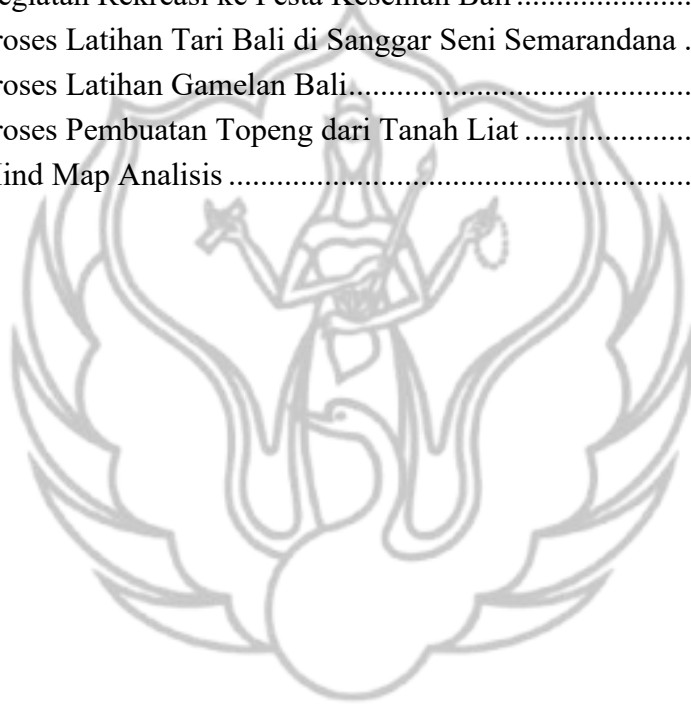 egiatan Rekreasi ke Pesta Kesenian Bali........................
roses Latihan Tari Bali di Sanggar Seni Semarandana .
roses Latihan Gamelan Bali...........................................
roses Pembuatan Topeng dari Tanah Liat .....................
ind Map Analisis ..........................................................